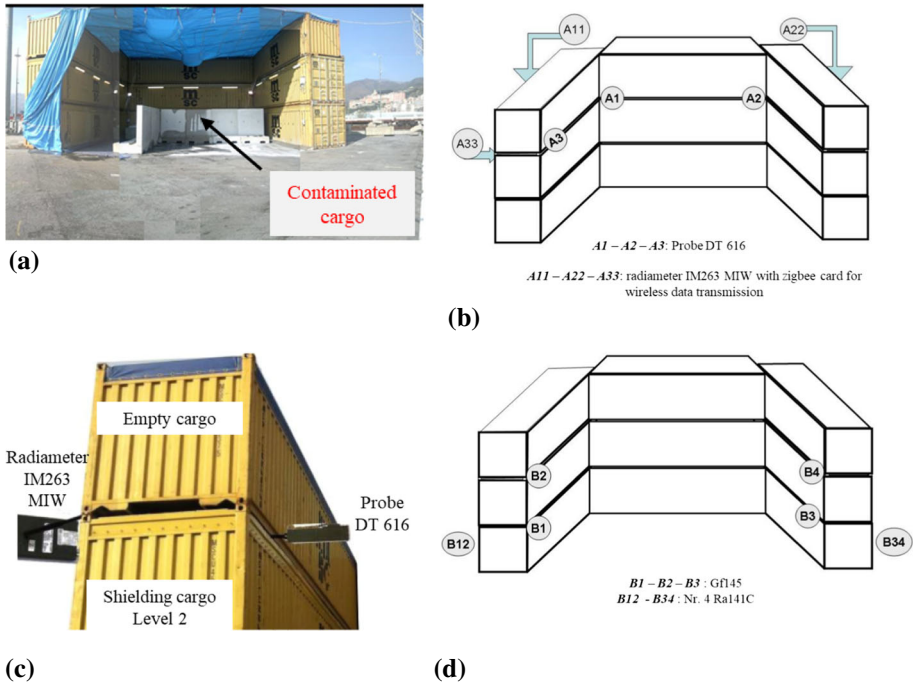 m
sc
Contaminated
cargo
(a)
A11
A22
A1
A2
A3
A33
A1 – A2 – A3: Probe DT 616
A11 – A22 – A33: radiameter IM263 MIW with zigbee card for
wireless data transmission
(b)
Empty cargo
Radiameter
IM263
MIW
Probe
DT 616
Shielding cargo
Level 2
(c)
B2
B4
B1
B3
B12
B34
B1 – B2 – B3 : Gf145
B12 - B34 : Nr. 4 Ra141C
(d)